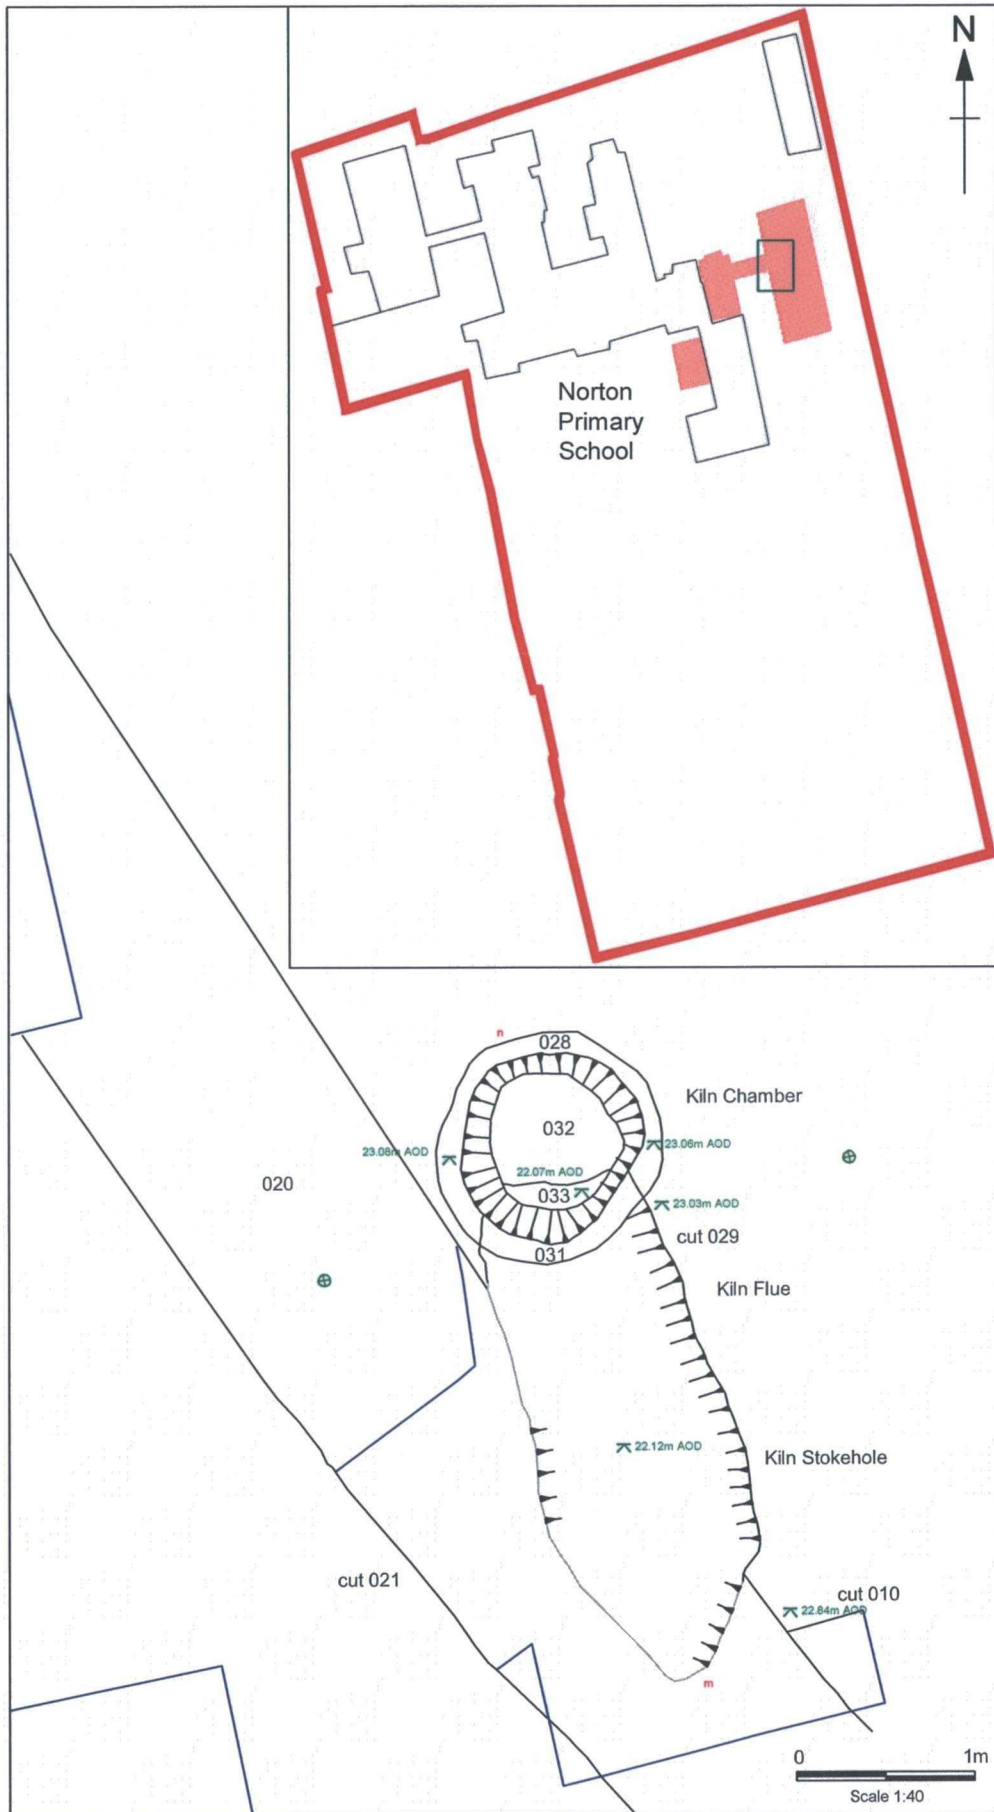 N
Norton
Primary
School
n
028
Kiln Chamber
032
23.08m AOD
23.06m AOD
22.07m AOD
020
033
23.03m AOD
cut 029
031
Kiln Flue
22.12m AOD
Kiln Stokehole
cut 021
cut 010
22.84m AOD
m
0 1m
Scale 1:40